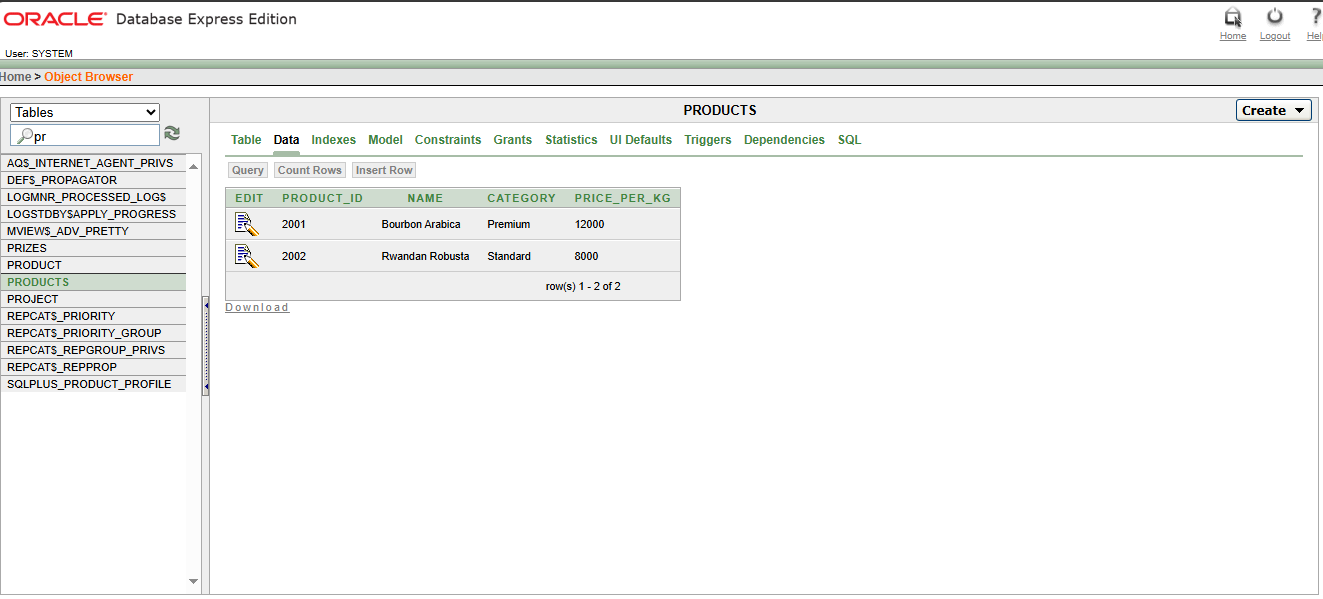 ORACLE® Database Express Edition
Home Logout
User: SYSTEM
Home > Object Browser
Tables
pr
AQ$_INTERNET_AGENT_PRIVS
DEF$_PROPAGATOR
LOGMNR_PROCESSED_LOG$
LOGSTDBY$APPLY_PROGRESS
MVIEW$_ADV_PRETTY
PRIZES
PRODUCT
PRODUCTS
PROJECT
REPCAT$_PRIORITY
REPCAT$_PRIORITY_GROUP
REPCAT$_REPGROUP_PRIVS
REPCAT$_REPPROP
SQLPLUS_PRODUCT_PROFILE
PRODUCTS
Create
Table Data Indexes Model Constraints Grants Statistics UI Defaults Triggers Dependencies SQL
Query Count Rows Insert Row
EDIT PRODUCT_ID NAME CATEGORY PRICE_PER_KG
2001 Bourbon Arabica Premium 12000
2002 Rwandan Robusta Standard 8000
row(s) 1 - 2 of 2
Download